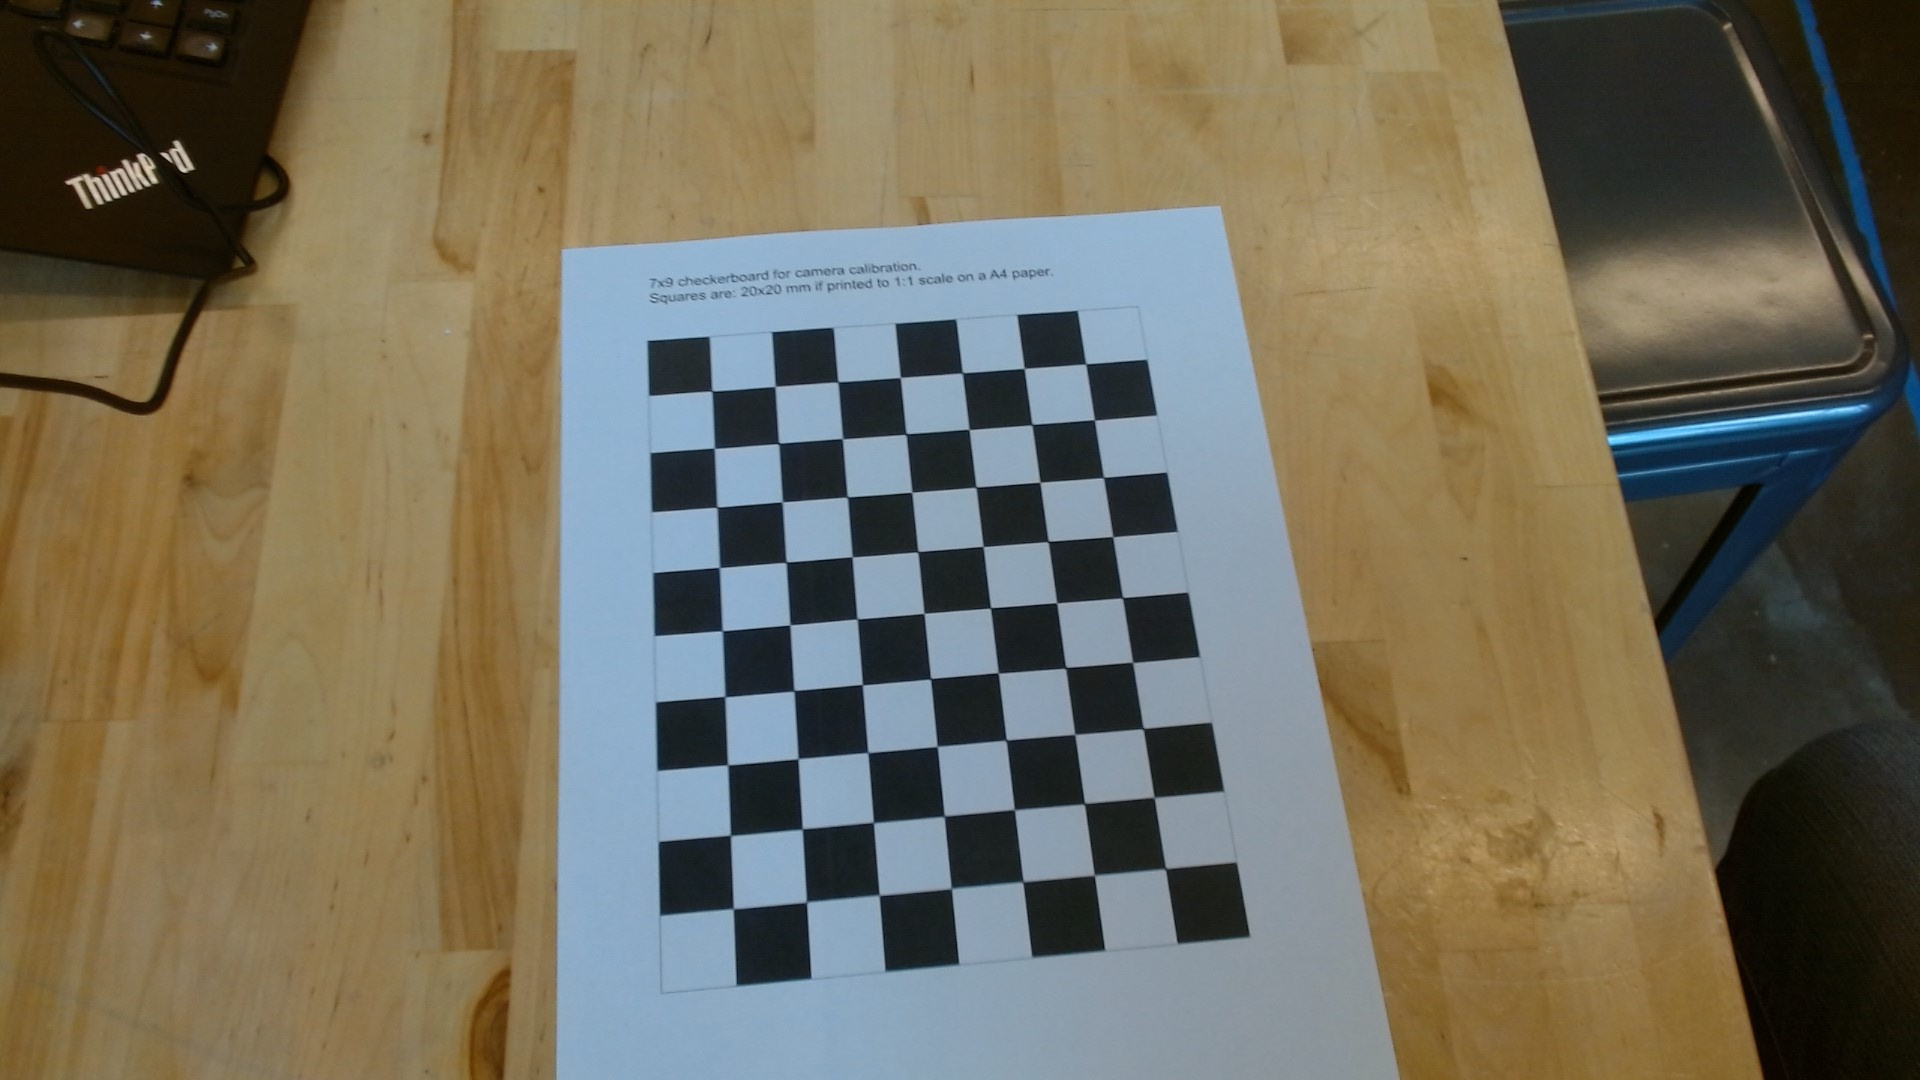 PgDn
ThinkPad
7x9 checkerboard for camera calibration.
Squares are: 20x20 mm if printed to 1:1 scale on a A4 paper.